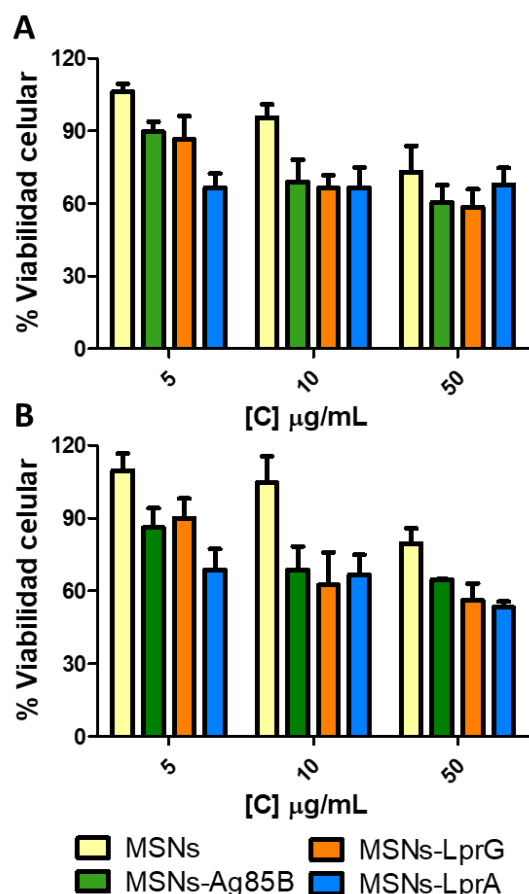 A
% Viabilidad celular
120
90
60
30
0
5
10
50
[C] μg/mL
B
% Viabilidad celular
120
90
60
30
0
5
10
50
[C] μg/mL
MSNs
MSNs-LprG
MSNs-Ag85B
MSNs-LprA